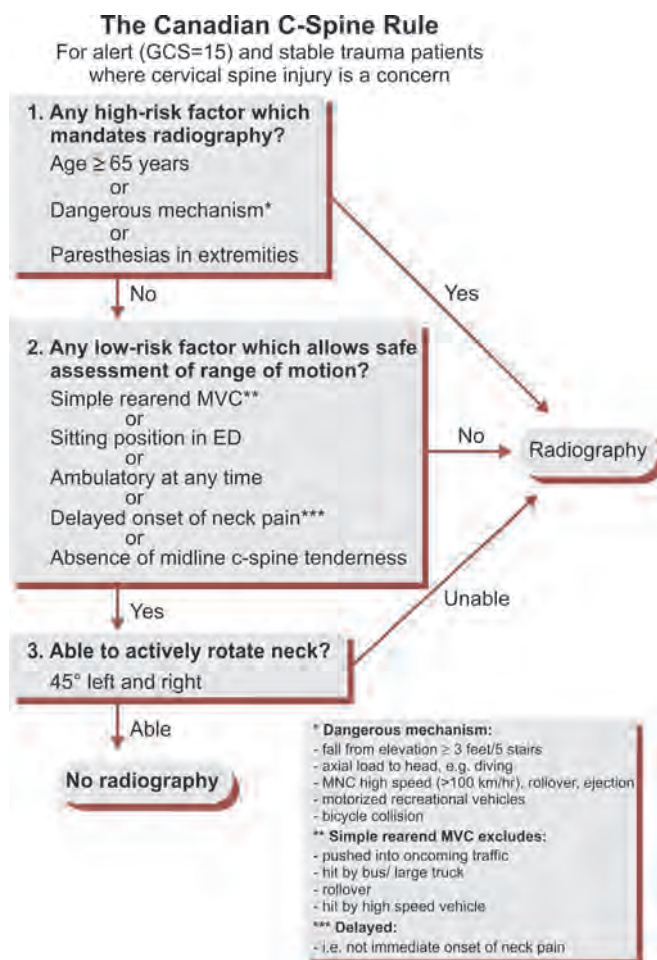 The Canadian C-Spine Rule
For alert (GCS=15) and stable trauma patients
where cervical spine injury is a concern
1. Any high-risk factor which
mandates radiography?
Age ≥ 65 years
or
Dangerous mechanism*
or
Paresthesias in extremities
No
Yes
2. Any low-risk factor which allows safe
assessment of range of motion?
Simple rearend MVC**
or
Sitting position in ED
or
Ambulatory at any time
or
Delayed onset of neck pain***
or
Absence of midline c-spine tenderness
No
Radiography
Yes
Unable
3. Able to actively rotate neck?
45° left and right
Able
No radiography
* Dangerous mechanism:
- fall from elevation ≥ 3 feet/5 stairs
- axial load to head, e.g. diving
- MNC high speed (>100 km/hr), rollover, ejection
- motorized recreational vehicles
- bicycle collision
** Simple rearend MVC excludes:
- pushed into oncoming traffic
- hit by bus/ large truck
- rollover
- hit by high speed vehicle
*** Delayed:
- i.e. not immediate onset of neck pain